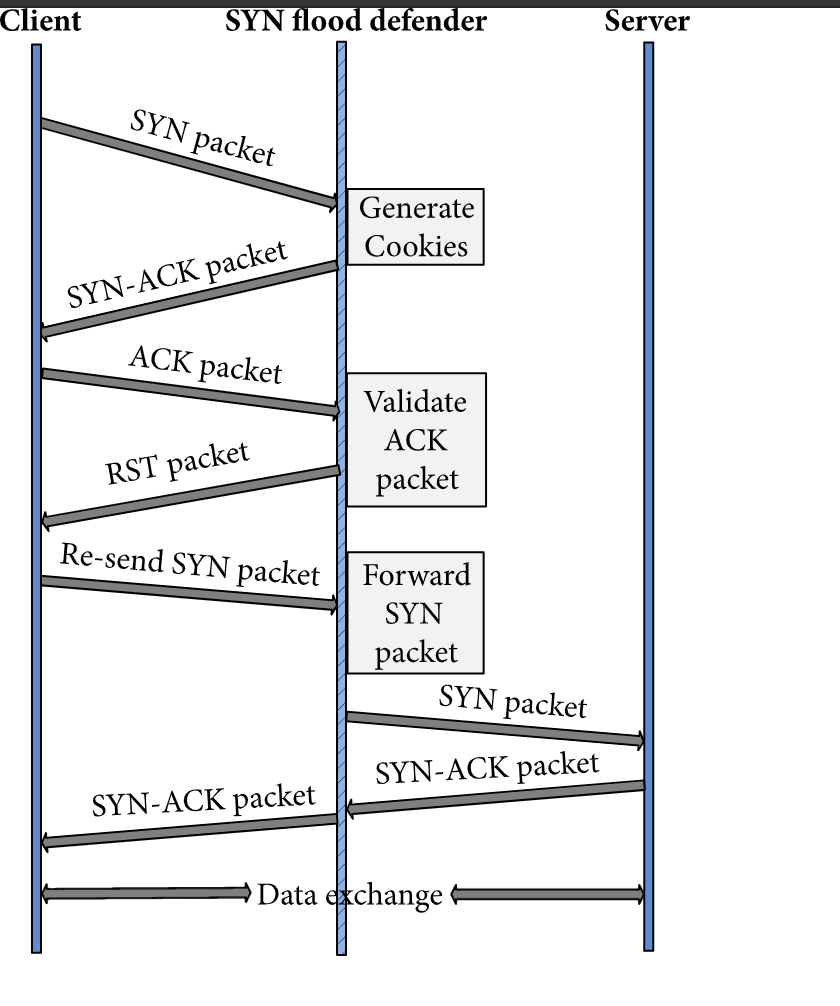 Client
SYN flood defender
Server
SYN packet
Generate
Cookies
SYN-ACK packet
ACK packet
Validate
ACK
packet
RST packet
Re-send SYN packet
Forward
SYN
packet
SYN packet
SYN-ACK packet
SYN-ACK packet
Data exchange